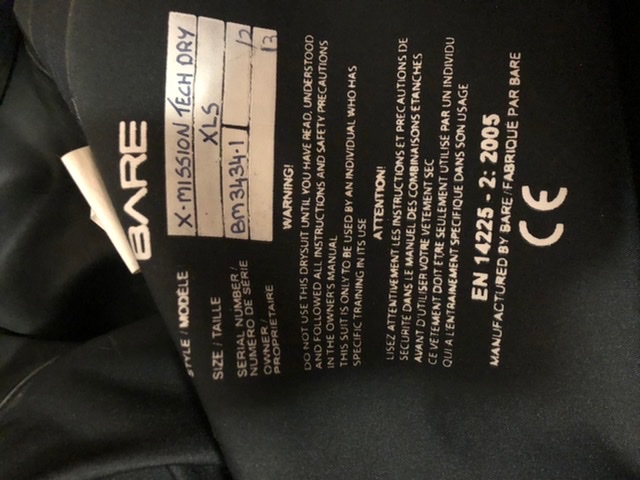 BARE
STYLE / MODÈLE X-MISSION TECH DRY
SIZE / TAILLE XLS
SERIAL NUMBER / BM3434-1 12
NUMÉRO DE SÉRIE
OWNER / 13
PROPRIÉTAIRE
WARNING!
DO NOT USE THIS DRYSUIT UNTIL YOU HAVE READ, UNDERSTOOD
AND FOLLOWED ALL INSTRUCTIONS AND SAFETY PRECAUTIONS
IN THE OWNER'S MANUAL
THIS SUIT IS ONLY TO BE USED BY AN INDIVIDUAL WHO HAS
SPECIFIC TRAINING IN ITS USE
ATTENTION!
LISEZ ATTENTIVEMENT LES INSTRUCTIONS ET PRECAUTIONS DE
SECURITE DANS LE MANUEL DES COMBINAISONS ETANCHES
AVANT D'UTILISER VOTRE VETEMENT SEC
CE VETEMENT DOIT ETRE SEULEMENT UTILISE PAR UN INDIVIDU
QUI A L'ENTRAINEMENT SPECIFIQUE DANS SON USAGE
EN 14225 - 2: 2005
MANUFACTURED BY BARE / FABRIQUE PAR BARE
CE